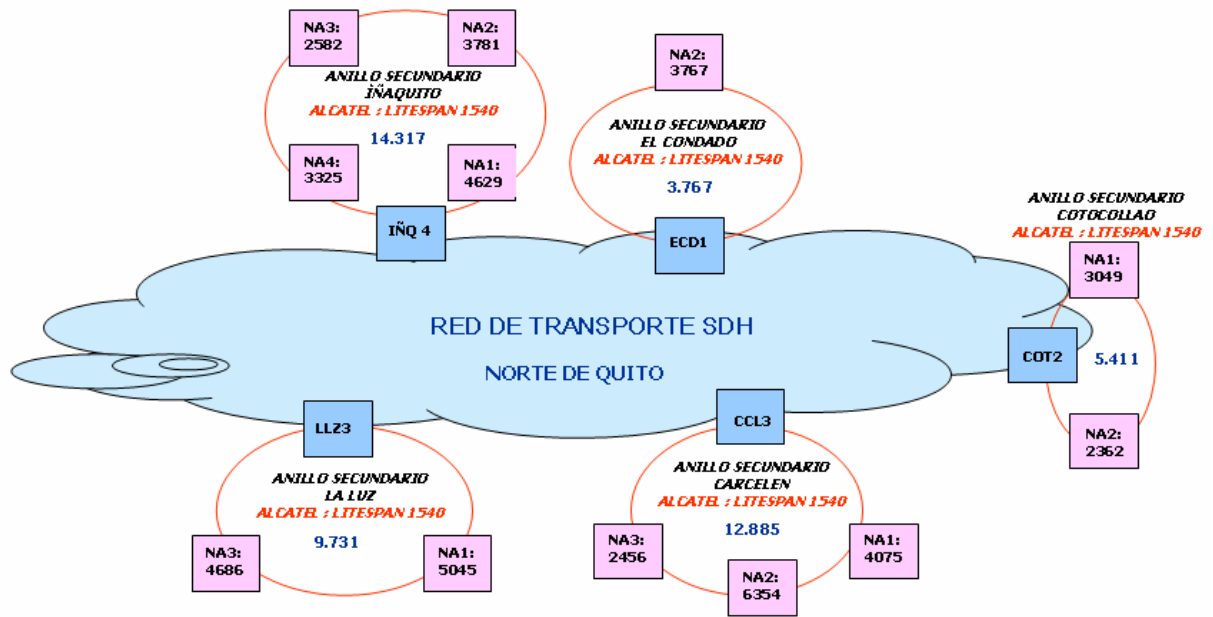 NA3:
2582
NA2:
3781
ANILLO SECUNDARIO
IÑAQUITO
ALCATEL : LITESPAN 1540
14.317
NA4:
3325
NA1:
4629
IÑQ 4
NA2:
3767
ANILLO SECUNDARIO
EL CONDADO
ALCATEL : LITESPAN 1540
3.767
ECD1
ANILLO SECUNDARIO
COTOCOLLAO
ALCATEL : LITESPAN 1540
NA1:
3049
COT2
5.411
NA2:
2362
RED DE TRANSPORTE SDH
NORTE DE QUITO
LLZ3
ANILLO SECUNDARIO
LA LUZ
ALCATEL : LITESPAN 1540
9.731
NA3:
4686
NA1:
5045
CCL3
ANILLO SECUNDARIO
CARCELEN
ALCATEL : LITESPAN 1540
12.885
NA3:
2456
NA2:
6354
NA1:
4075